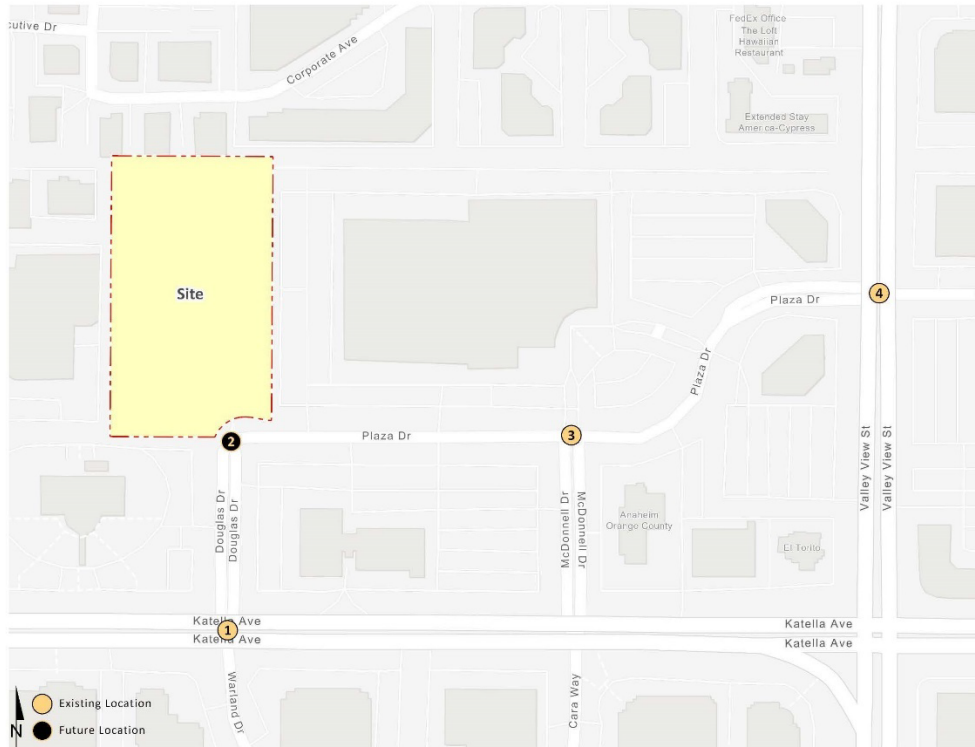 cutive Dr
Corporate Ave
FedEx Office
The Loft
Hawaiian
Restaurant
Extended Stay
America-Cypress
Site
4
Plaza Dr
Plaza Dr
2
Plaza Dr
3
Valley View St
Valley View St
Douglas Dr
Douglas Dr
McDonnell Dr
McDonnell Dr
Anaheim
Orange County
El Torito
Katella Ave
1
Katella Ave
Katella Ave
Katella Ave
Warland Dr
Cara Way
N
Existing Location
Future Location